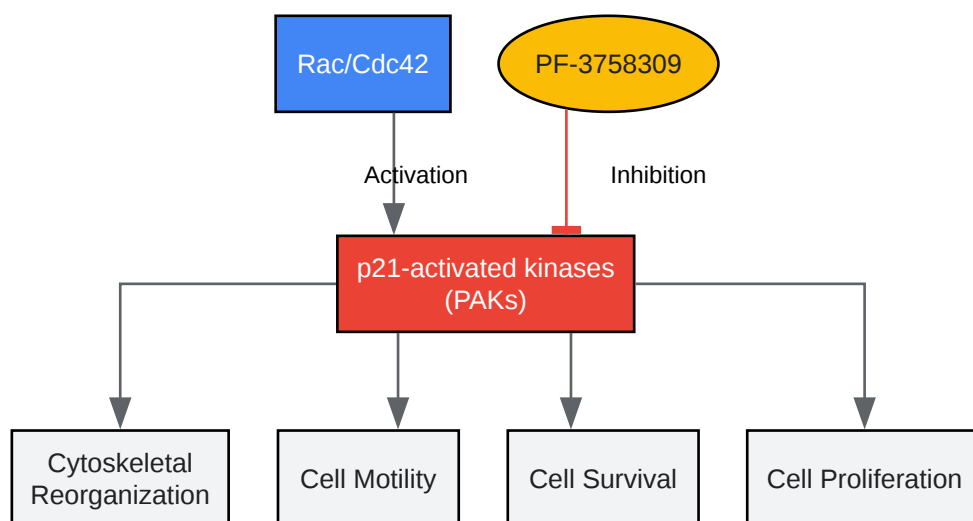 Rac/Cdc42
PF-3758309
Activation
Inhibition
p21-activated kinases
(PAKs)
Cytoskeletal
Reorganization
Cell Motility
Cell Survival
Cell Proliferation